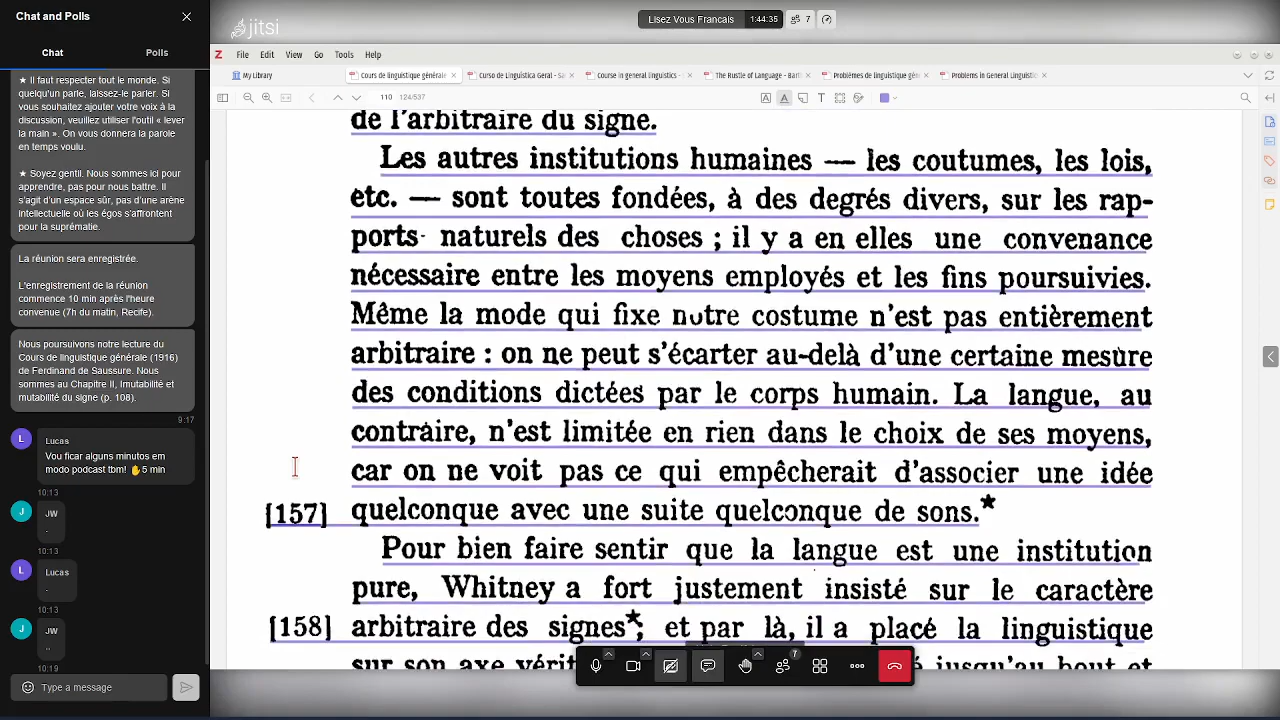 Chat and Polls
Chat
Polls
★ Il faut respecter tout le monde. Si
quelqu'un parle, laissez-le parler. Si
vous souhaitez ajouter votre voix à la
discussion, veuillez utiliser l'outil « lever
la main ». On vous donnera la parole
en temps voulu.
★ Soyez gentil. Nous sommes ici pour
apprendre, pas pour nous battre. Il
s'agit d'un espace sûr, pas d'une arène
intellectuelle où les égos s'affrontent
pour la suprématie.
La réunion sera enregistrée.
L'enregistrement de la réunion
commence 10 min après l'heure
convenue (7h du matin, Recife).
Nous poursuivons notre lecture du
Cours de linguistique générale (1916)
de Ferdinand de Saussure. Nous
sommes au Chapitre II, Imutabilité et
mutabilité du signe (p. 108).
9:17
L
Lucas
Vou ficar alguns minutos em
modo podcast tbm! ✋5 min
10:13
J
JW
.
10:13
L
Lucas
.
10:13
J
JW
..
10:19
Type a message
jitsi
Lisez Vous Francais
1:44:35
7
Z
File Edit View Go Tools Help
My Library
Cours de linguistique générale
Curso de Linguística Geral - sa
Course in general linguistics -
The Rustle of Language - Bart
Problèmes de linguistique gén
Problems in General Linguistic
110 124/537
de l'arbitraire du signe.
Les autres institutions humaines — les coutumes, les lois,
etc. — sont toutes fondées, à des degrés divers, sur les rap-
ports naturels des choses ; il y a en elles une convenance
nécessaire entre les moyens employés et les fins poursuivies.
Même la mode qui fixe notre costume n'est pas entièrement
arbitraire : on ne peut s'écarter au-delà d'une certaine mesure
des conditions dictées par le corps humain. La langue, au
contraire, n'est limitée en rien dans le choix de ses moyens,
car on ne voit pas ce qui empêcherait d'associer une idée
[157] quelconque avec une suite quelconque de sons.★
Pour bien faire sentir que la langue est une institution
pure, Whitney a fort justement insisté sur le caractère
[158] arbitraire des signes★; et par là, il a placé la linguistique
sur son axe
jusqu'au bout et
7